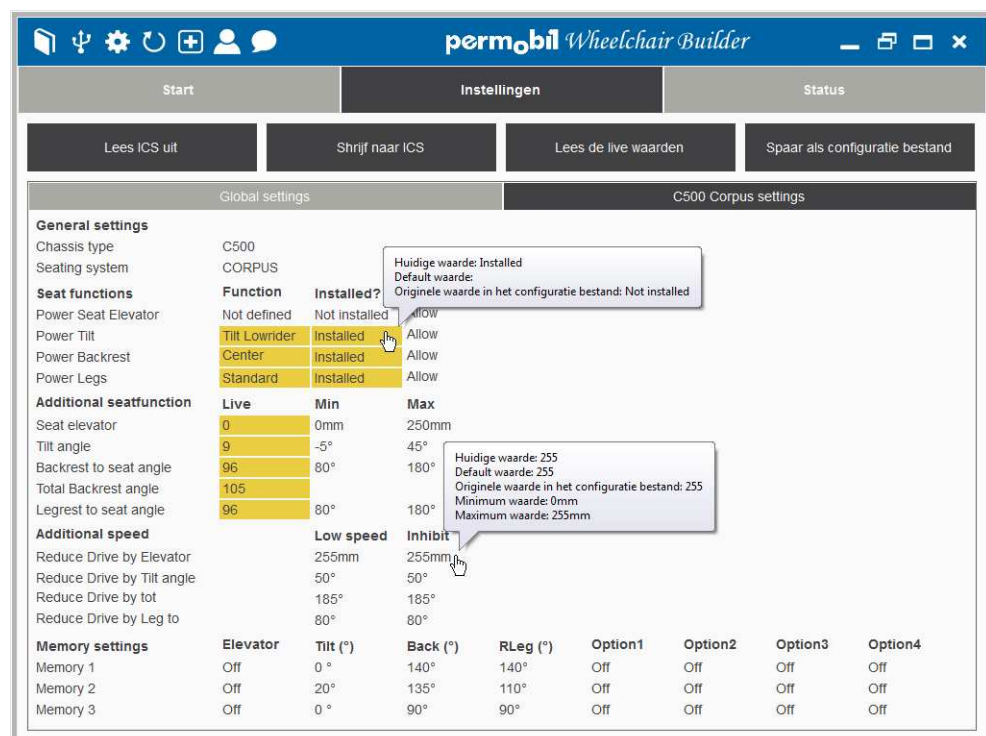 permobil Wheelchair Builder
Start Instellingen Status
Lees ICS uit Shrijf naar ICS Lees de live waarden Spaar als configuratie bestand
Global settings C500 Corpus settings
General settings
Chassis type C500
Seating system CORPUS
Huidige waarde: Installed
Default waarde:
Originele waarde in het configuratie bestand: Not installed
Seat functions Function Installed?
Power Seat Elevator Not defined Not installed Allow
Power Tilt Tilt Lowrider Installed Allow
Power Backrest Center Installed Allow
Power Legs Standard Installed Allow
Additional seatfunction Live Min Max
Seat elevator 0 0mm 250mm
Tilt angle 9 -5° 45°
Backrest to seat angle 96 80° 180°
Total Backrest angle 105
Legrest to seat angle 96 80° 180°
Huidige waarde: 255
Default waarde: 255
Originele waarde in het configuratie bestand: 255
Minimum waarde: 0mm
Maximum waarde: 255mm
Additional speed Low speed Inhibit
Reduce Drive by Elevator 255mm 255mm
Reduce Drive by Tilt angle 50° 50°
Reduce Drive by tot 185° 185°
Reduce Drive by Leg to 80° 80°
Memory settings Elevator Tilt (°) Back (°) RLeg (°) Option1 Option2 Option3 Option4
Memory 1 Off 0 ° 140° 140° Off Off Off Off
Memory 2 Off 20° 135° 110° Off Off Off Off
Memory 3 Off 0 ° 90° 90° Off Off Off Off